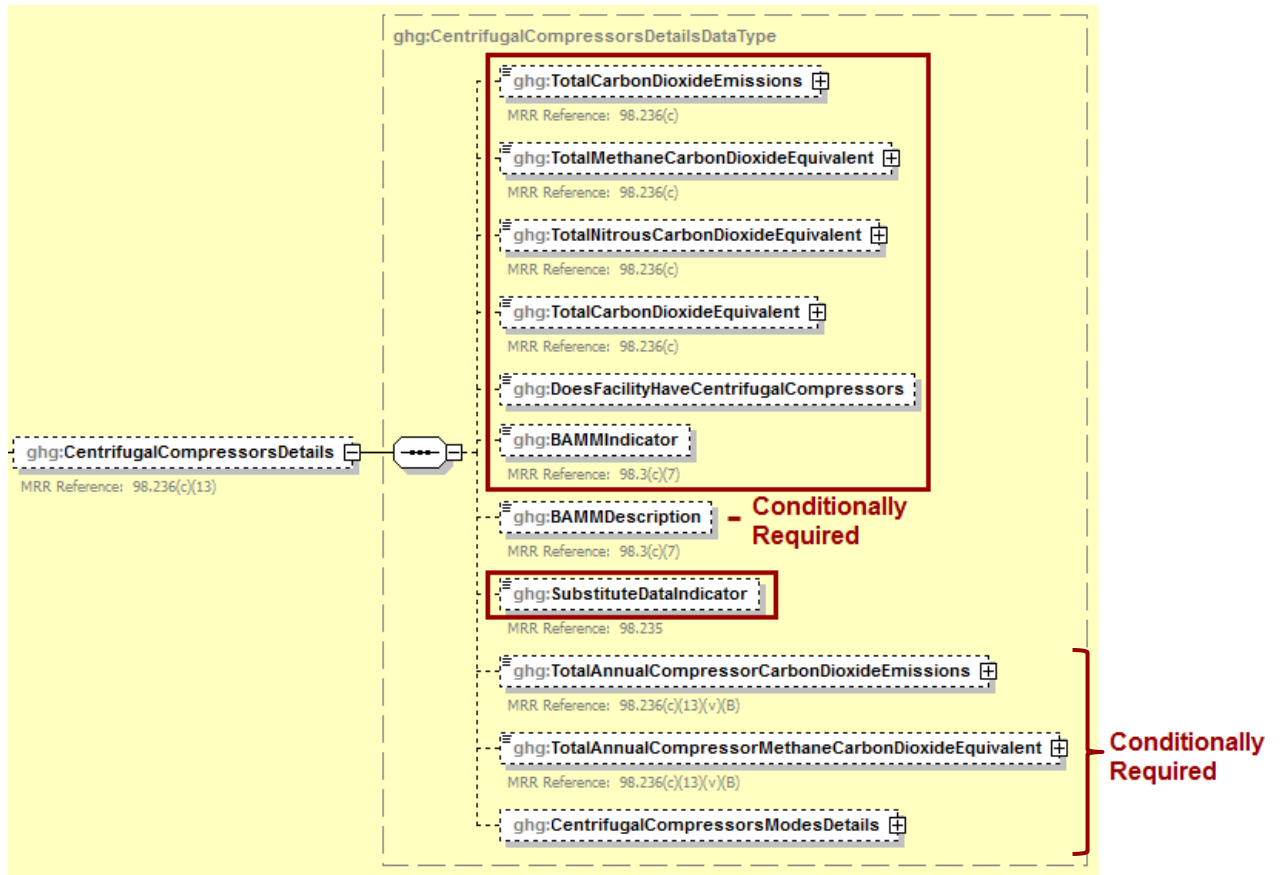 ghg:CentrifugalCompressorsDetailsDataType
ghg:TotalCarbonDioxideEmissions
MRR Reference: 98.236(c)
ghg:TotalMethaneCarbonDioxideEquivalent
MRR Reference: 98.236(c)
ghg:TotalNitrousCarbonDioxideEquivalent
MRR Reference: 98.236(c)
ghg:TotalCarbonDioxideEquivalent
MRR Reference: 98.236(c)
ghg:DoesFacilityHaveCentrifugalCompressors
ghg:BAMMIndicator
MRR Reference: 98.3(c)(7)
ghg:CentrifugalCompressorsDetails
MRR Reference: 98.236(c)(13)
ghg:BAMMDescription
MRR Reference: 98.3(c)(7)
- Conditionally
Required
ghg:SubstituteDataIndicator
MRR Reference: 98.235
ghg:TotalAnnualCompressorCarbonDioxideEmissions
MRR Reference: 98.236(c)(13)(v)(B)
ghg:TotalAnnualCompressorMethaneCarbonDioxideEquivalent
MRR Reference: 98.236(c)(13)(v)(B)
ghg:CentrifugalCompressorsModesDetails
Conditionally
Required